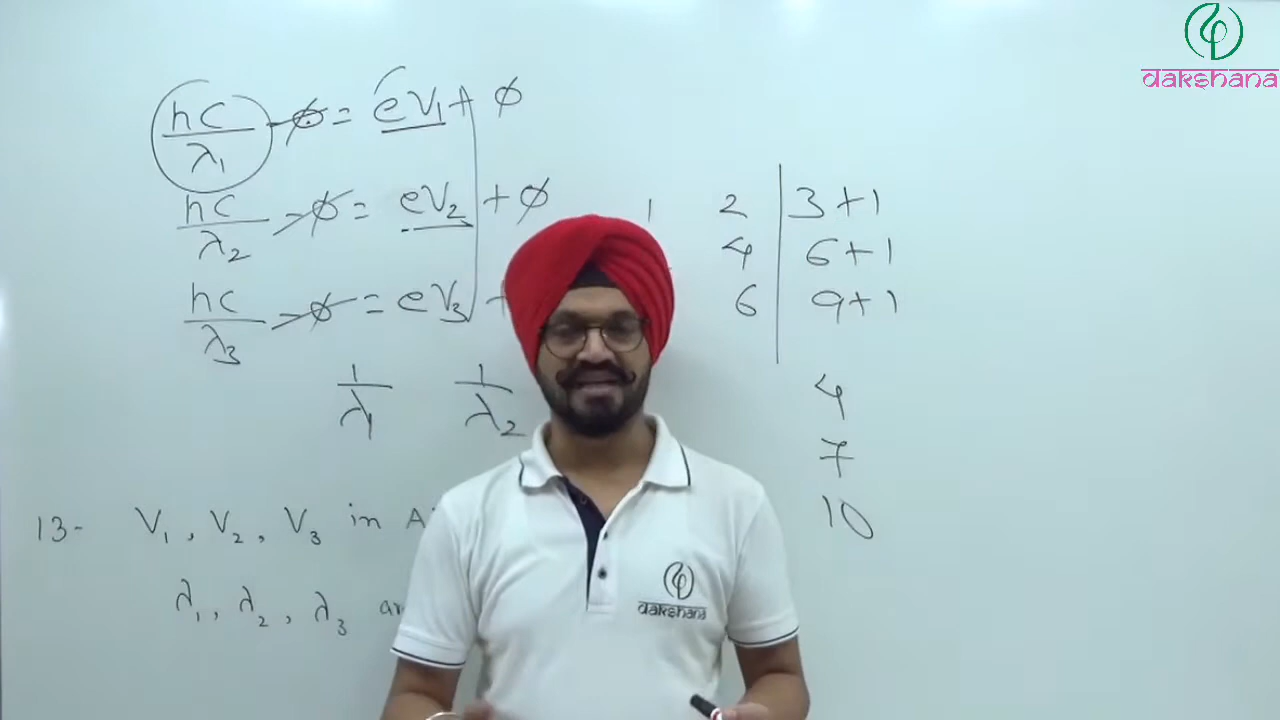 dakshana
hc/λ₁ - ϕ = eV₁ + ϕ
hc/λ₂ - ϕ = eV₂ + ϕ
hc/λ₃ - ϕ = eV₃ +
1/λ₁ 1/λ₂
1
2 | 3+1
4 | 6+1
6 | 9+1
4
7
10
13- V₁, V₂, V₃ in A
λ₁, λ₂, λ₃ ar
dakshana